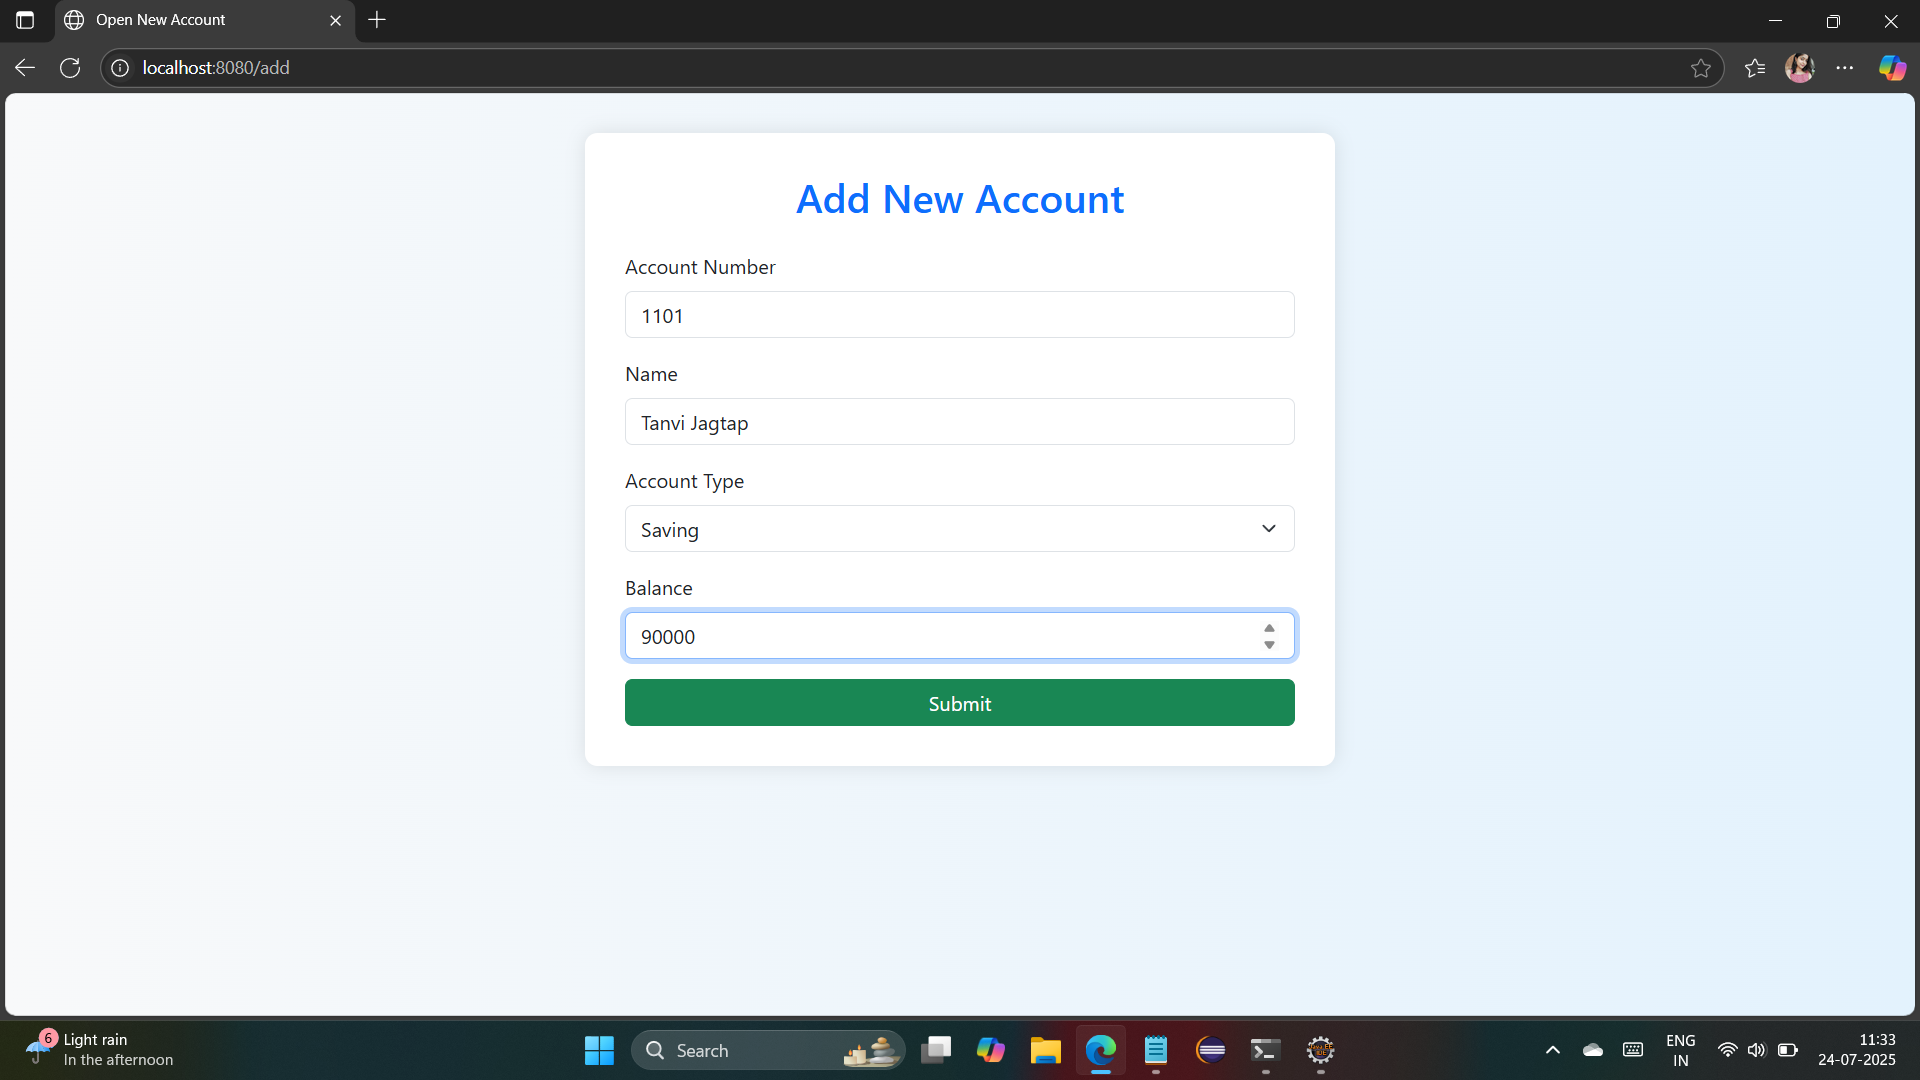 Open New Account
localhost:8080/add
Add New Account
Account Number
1101
Name
Tanvi Jagtap
Account Type
Saving
Balance
90000
Submit
6
Light rain
In the afternoon
Search
ENG
IN
11:33
24-07-2025